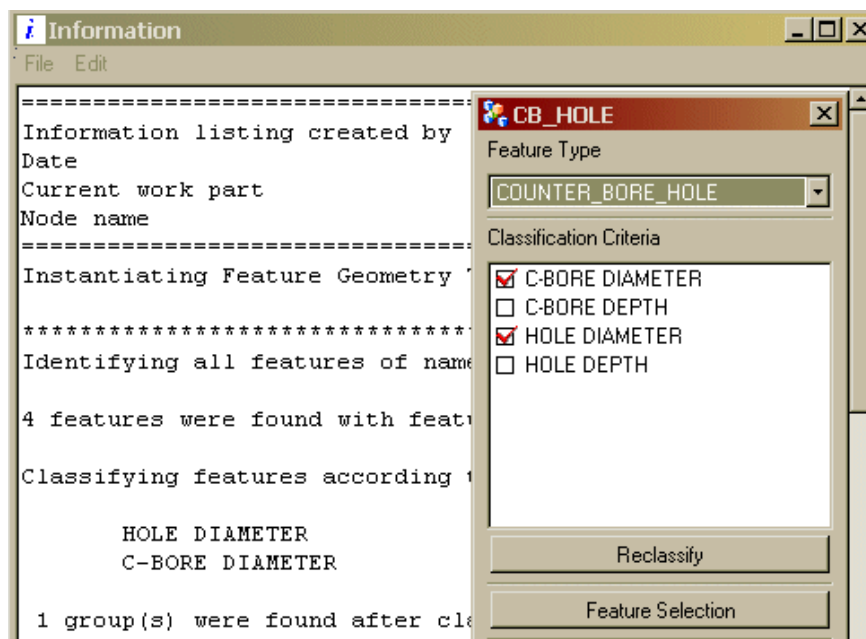 Information
File Edit
==================================
Information listing created by
Date
Current work part
Node name
==================================
Instantiating Feature Geometry
**********************************
Identifying all features of name
4 features were found with
Classifying features according
HOLE DIAMETER
C-BORE DIAMETER
1 group(s) were found after
CB_HOLE
Feature Type
COUNTER_BORE_HOLE
Classification Criteria
C-BORE DIAMETER
C-BORE DEPTH
HOLE DIAMETER
HOLE DEPTH
Reclassify
Feature Selection